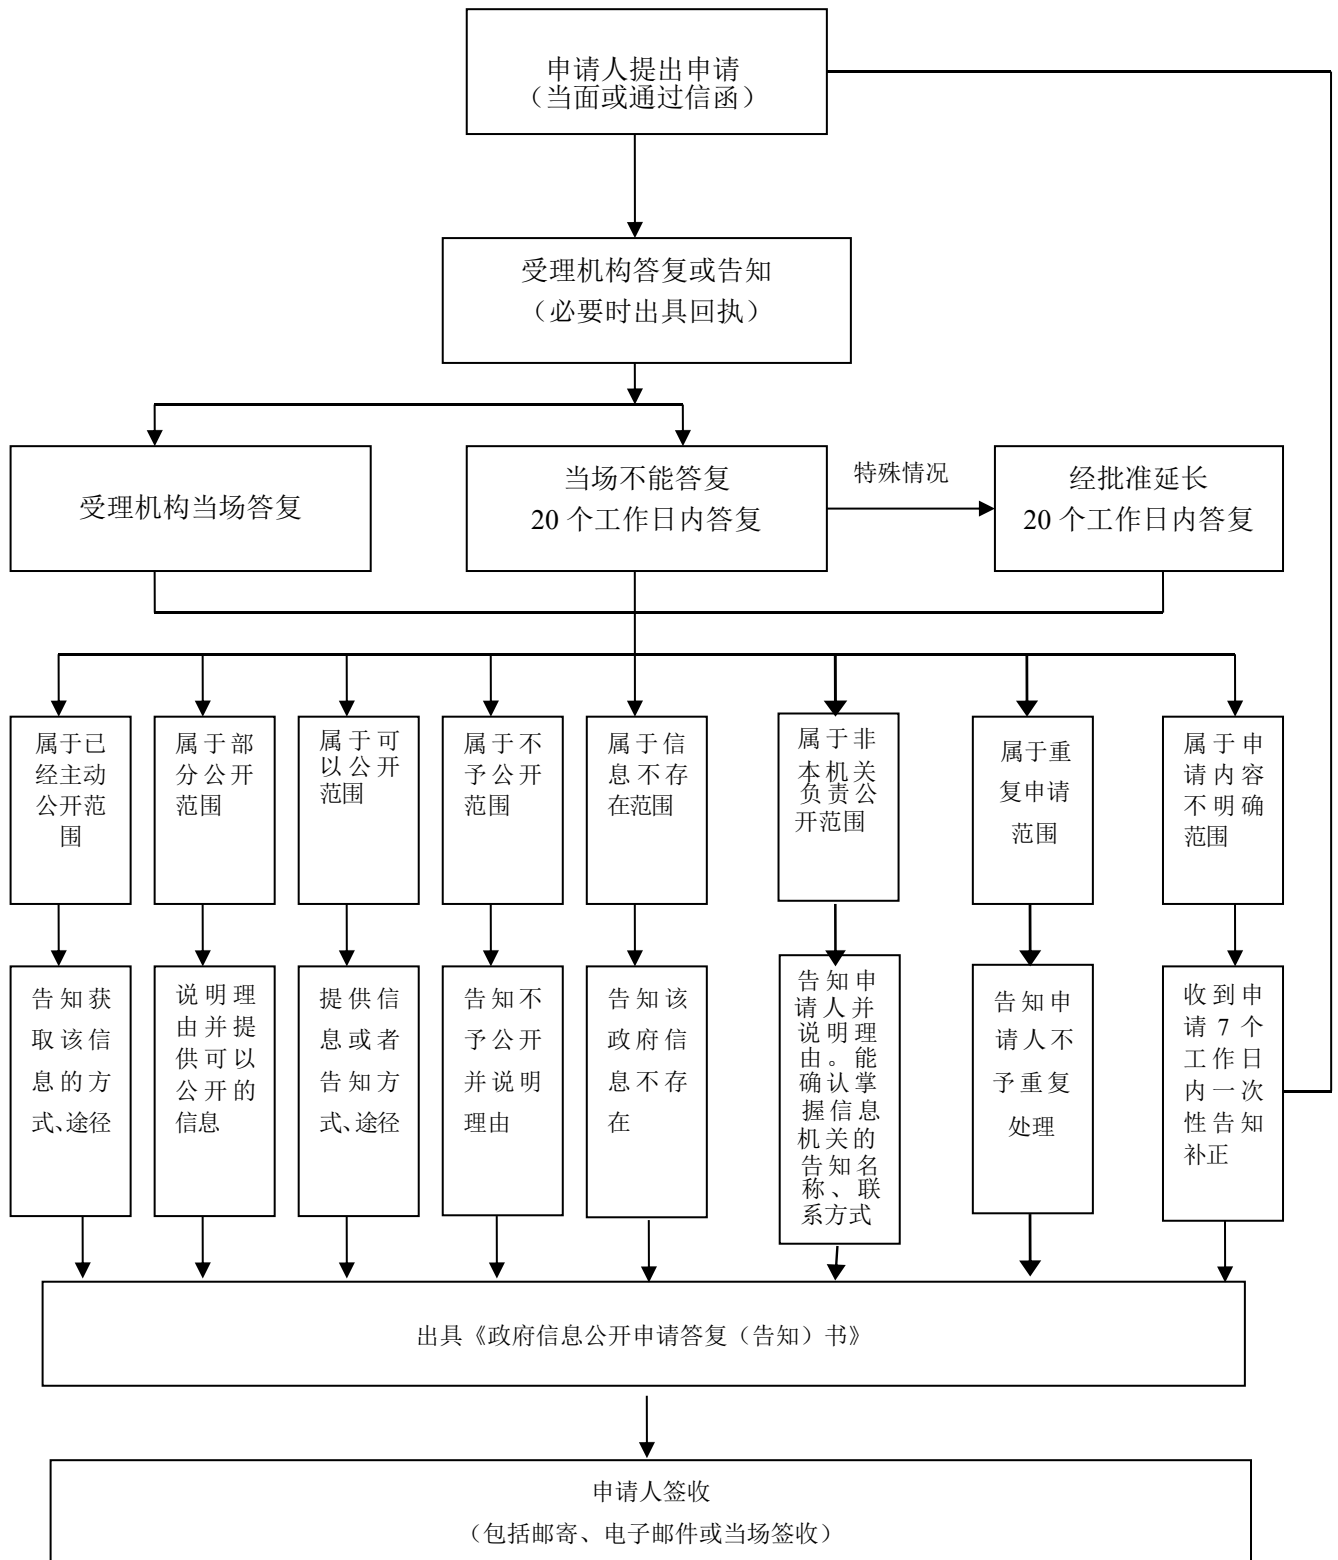 申请人提出申请
（当面或通过信函）
受理机构答复或告知
（必要时出具回执）
受理机构当场答复
当场不能答复
20 个工作日内答复
特殊情况
经批准延长
20 个工作日内答复
属于已
经主动
公开范
围
属于部
分公开
范围
属于可
以公开
范围
属于不
予公开
范围
属于信
息不存
在范围
属于非
本机关
负责公
开范围
属于重
复申请
范围
属于申
请内容
不明确
范围
告知获
取该信
息的方
式、途径
说明理
由并提
供可以
公开的
信息
提供信
息或者
告知方
式、途径
告知不
予公开
并说明
理由
告知该
政府信
息不存
在
告知申
请人并
说明理
由。能
确认掌
握信息
机关的
告知名
称、联
系方式
告知申
请人不
予重复
处理
收到申
请 7 个
工作日
内一次
性告知
补正
出具《政府信息公开申请答复（告知）书》
申请人签收
（包括邮寄、电子邮件或当场签收）